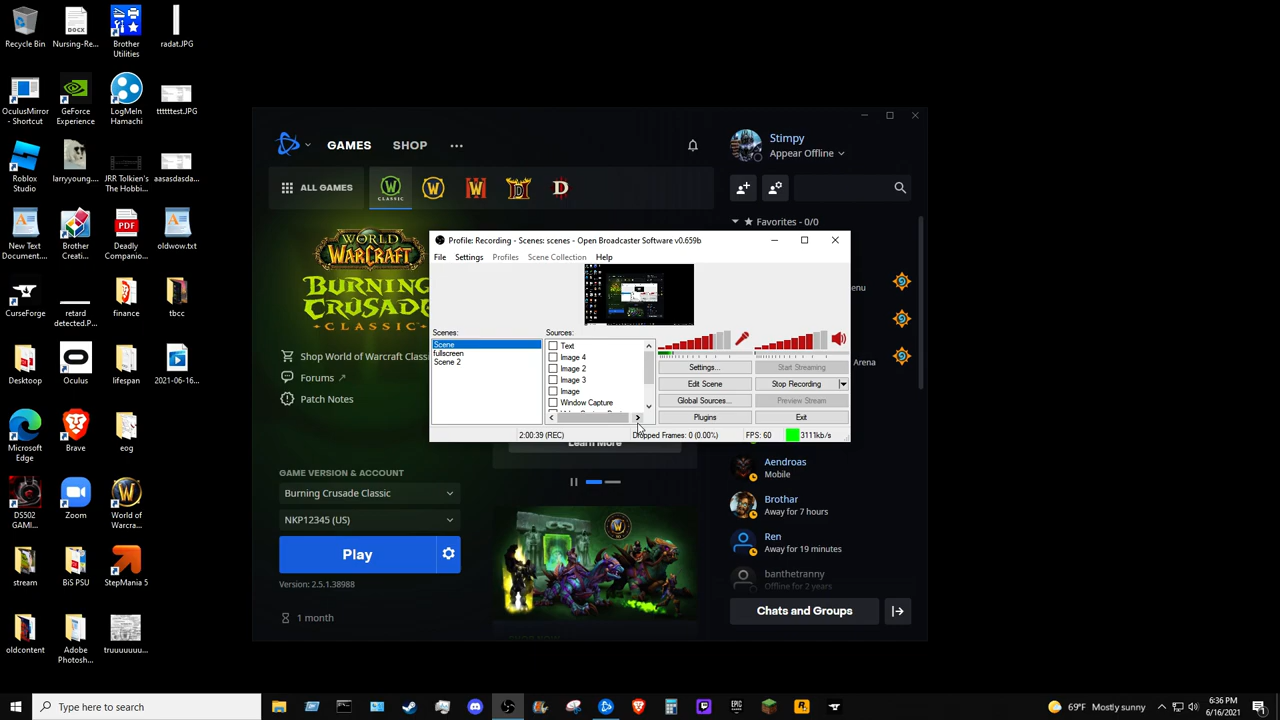 Recycle Bin
Nursing-Re...
Brother
Utilities
radat.JPG
OculusMirror
- Shortcut
GeForce
Experience
LogMeIn
Hamachi
ttttttest.JPG
Roblox
Studio
larryyoung....
JRR Tolkien's
The Hobbi...
aasasdasda...
New Text
Document....
Brother
Creati...
Deadly
Companio...
oldwow.txt
CurseForge
retard
detected.P...
finance
tbcc
Desktoop
Oculus
lifespan
2021-06-16...
Microsoft
Edge
Brave
eog
DS502
GAMI...
Zoom
World of
Warcra...
stream
BiS PSU
StepMania 5
oldcontent
Adobe
Photosh...
truuuuuuu...
GAMES
SHOP
Stimpy
Appear Offline
ALL GAMES
CLASSIC
Favorites - 0/0
WORLD
WARCRAFT
BURNING
CRUSADE
CLASSIC
Profile: Recording - Scenes: scenes - Open Broadcaster Software v0.659b
File
Settings
Profiles
Scene Collection
Help
Scenes:
Scene
fullscreen
Scene 2
Sources:
Text
Image 4
Image 2
Image 3
Image
Window Capture
Settings...
Edit Scene
Global Sources...
Plugins
Start Streaming
Stop Recording
Preview Stream
Exit
2:00:39 (REC)
Dropped Frames: 0 (0.00%)
FPS: 60
3111kb/s
enu
Arena
Shop World of Warcraft Class
Forums
Patch Notes
Learn More
GAME VERSION & ACCOUNT
Burning Crusade Classic
NKP12345 (US)
Play
Version: 2.5.1.38988
1 month
Aendroas
Mobile
Brothar
Away for 7 hours
Ren
Away for 19 minutes
banthetranny
Offline for 2 years
Chats and Groups
Type here to search
69°F Mostly sunny
6:36 PM
6/16/2021